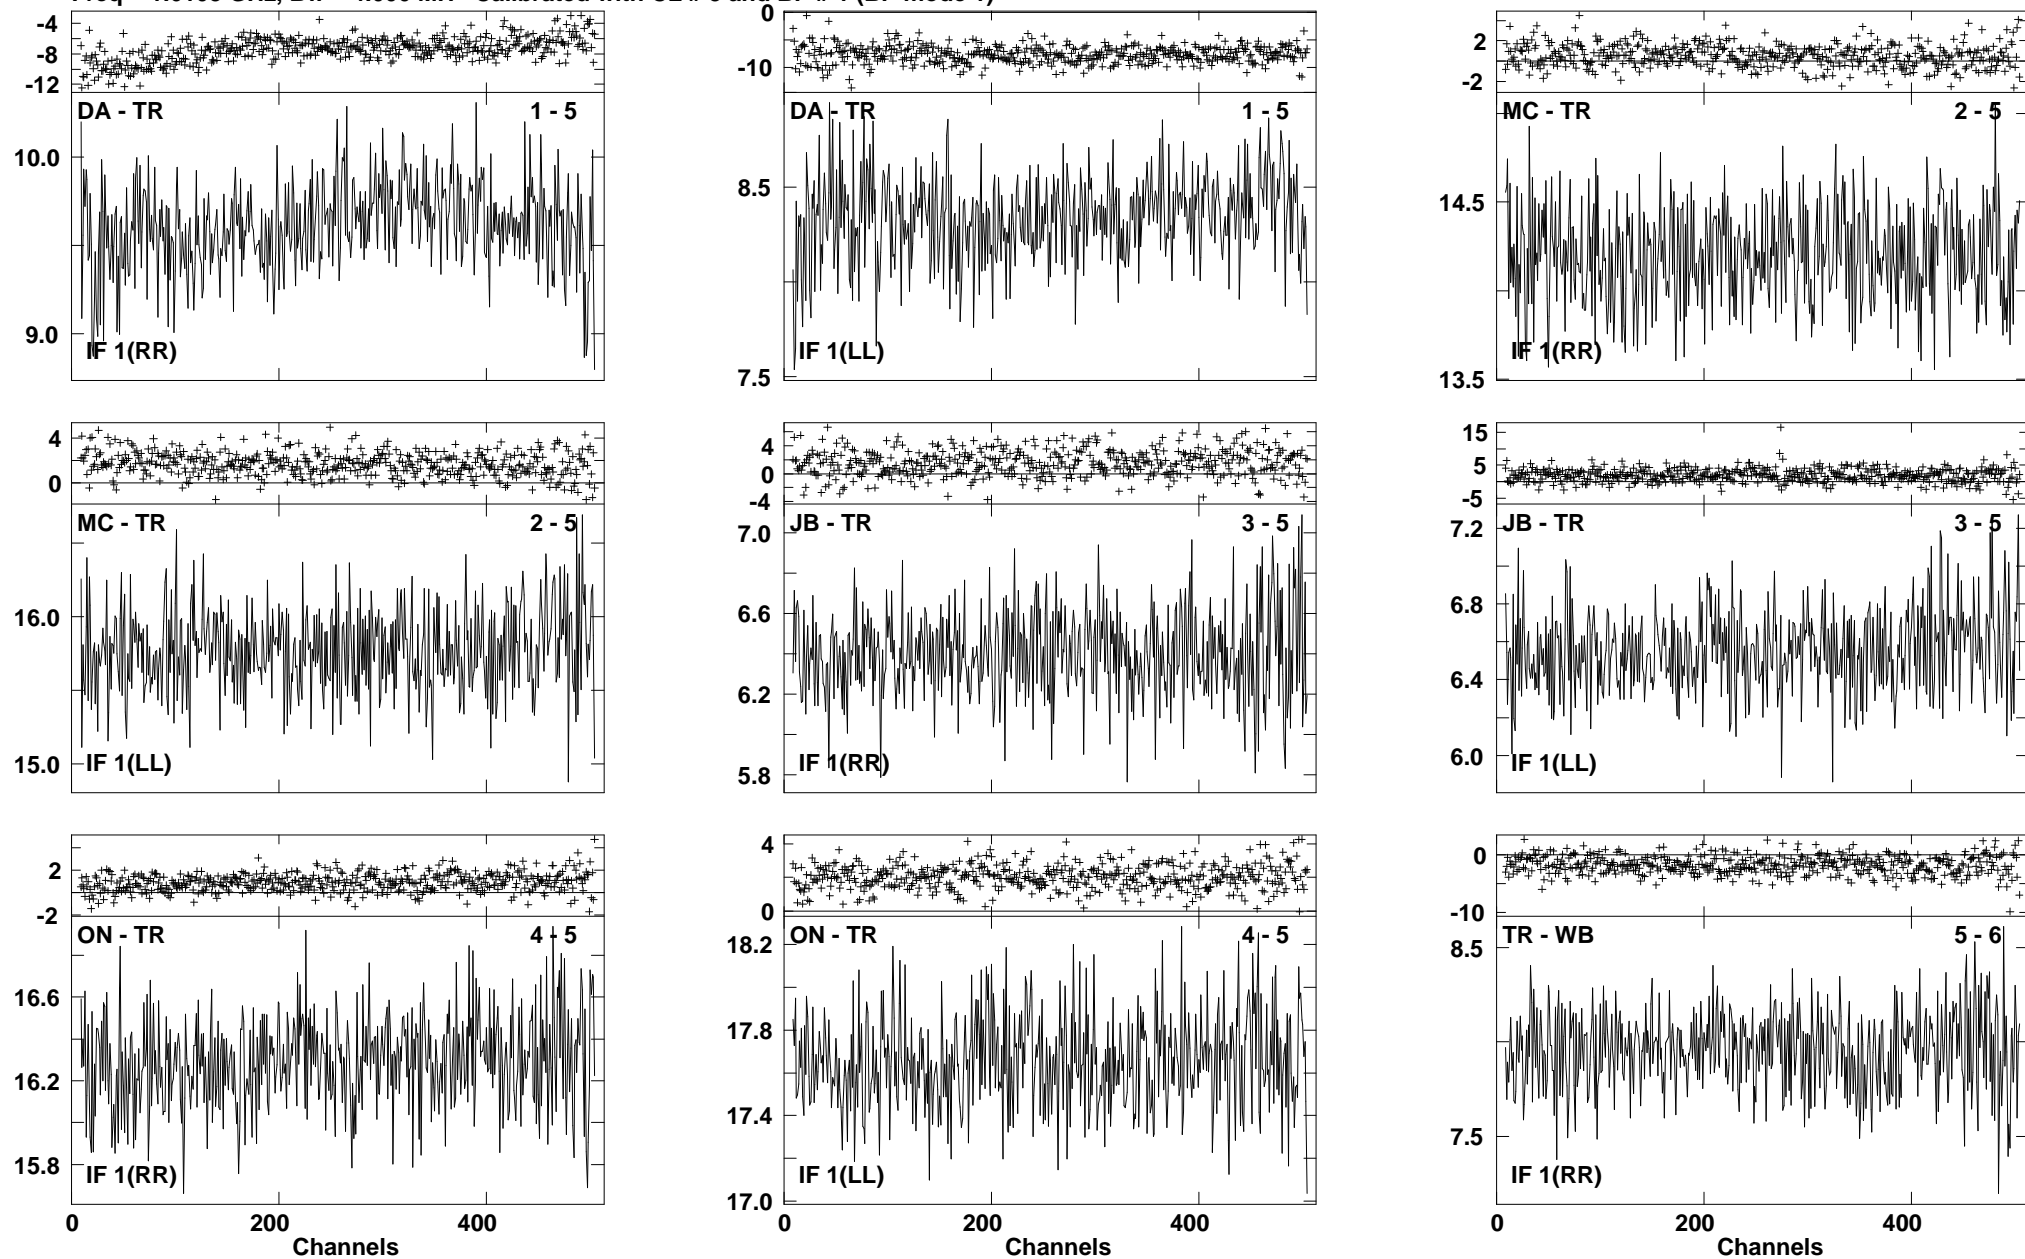 -4
-8
-12
DA - TR
1 - 5
10.0
9.0
IF 1(RR)
0
-10
DA - TR
1 - 5
8.5
7.5
IF 1(LL)
2
-2
MC - TR
2 - 5
14.5
13.5
IF 1(RR)
4
0
MC - TR
2 - 5
16.0
15.0
IF 1(LL)
4
0
-4
JB - TR
3 - 5
7.0
6.6
6.2
5.8
IF 1(RR)
15
5
-5
JB - TR
3 - 5
7.2
6.8
6.4
6.0
IF 1(LL)
2
-2
ON - TR
4 - 5
16.6
16.2
15.8
IF 1(RR)
0 200 400
Channels
4
0
ON - TR
4 - 5
18.2
17.8
17.4
17.0
IF 1(LL)
0 200 400
Channels
0
-10
TR - WB
5 - 6
8.5
7.5
IF 1(RR)
0 200 400
Channels